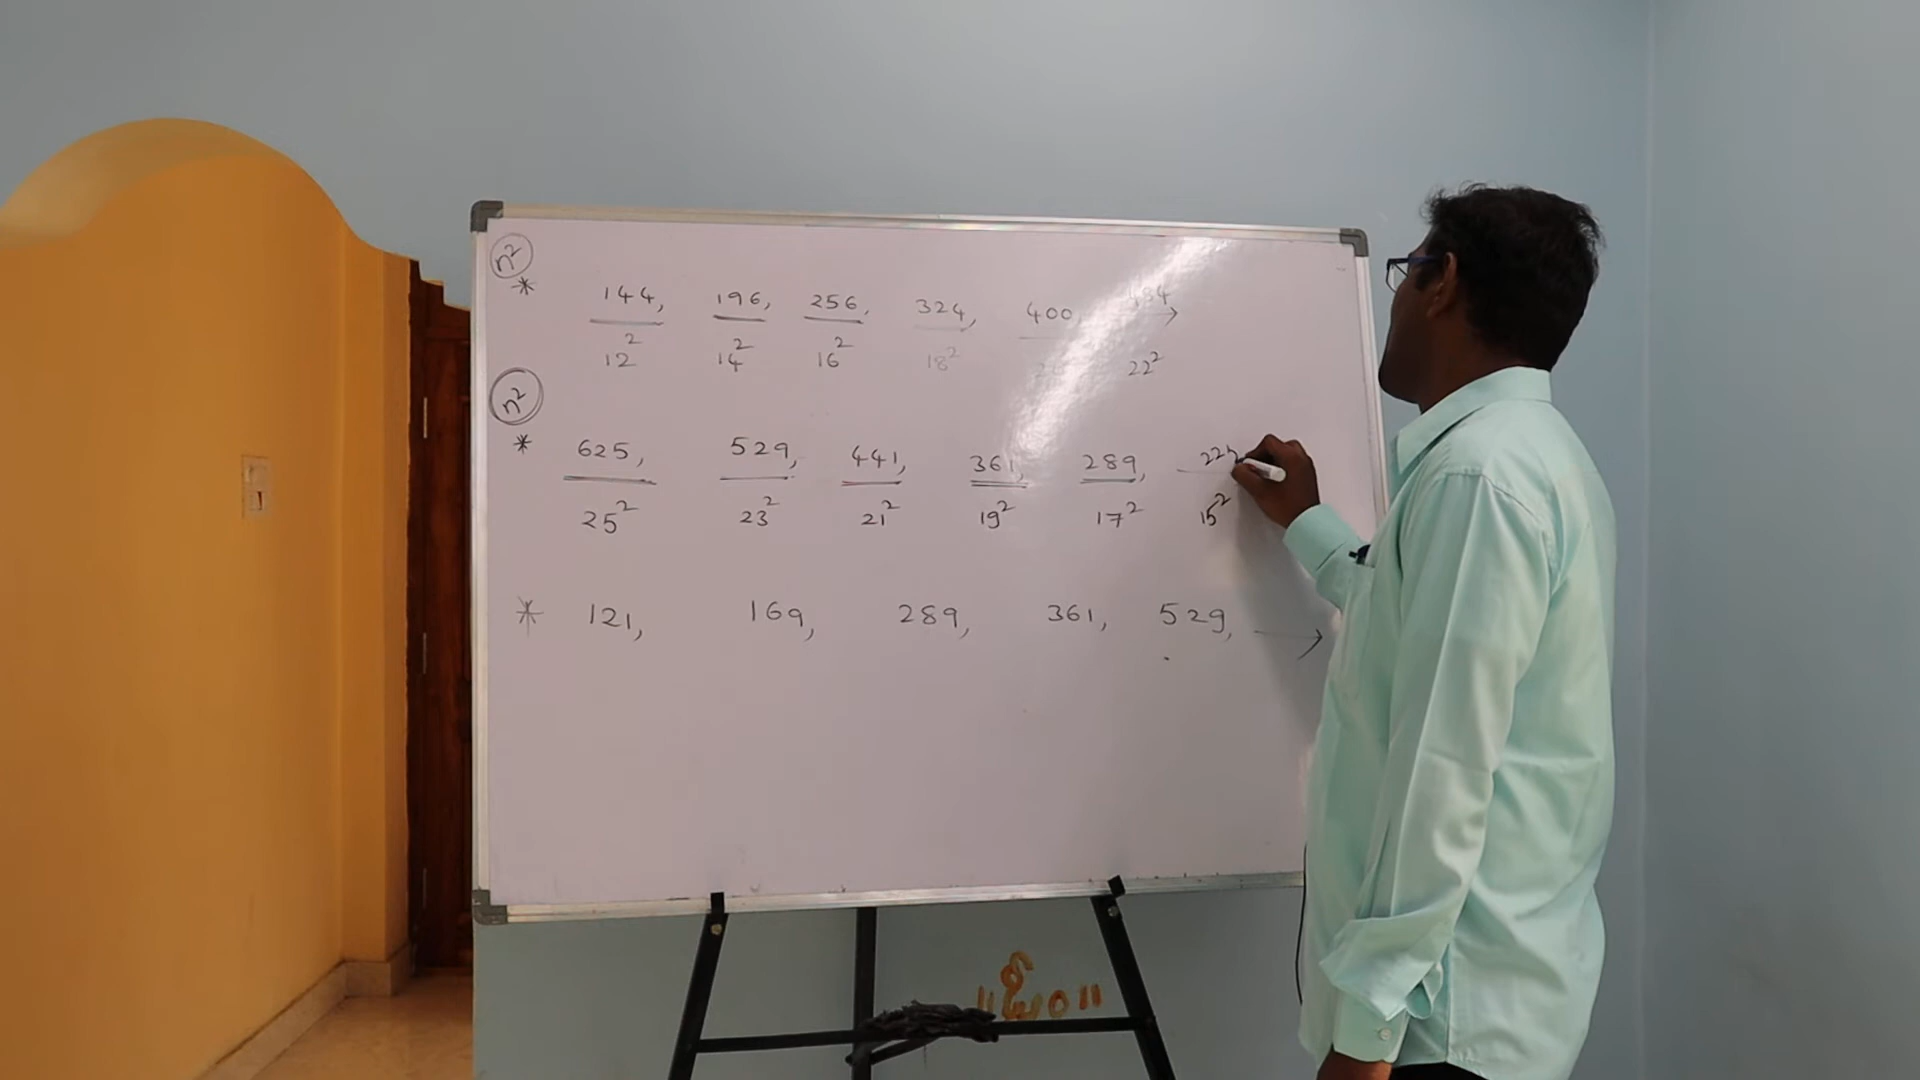 n²
* 144, 196, 256, 324, 400, 484 →
12² 14² 16² 18² 22²
n²
* 625, 529, 441, 361, 289, 225
25² 23² 21² 19² 17² 15²
* 121, 169, 289, 361, 529, →